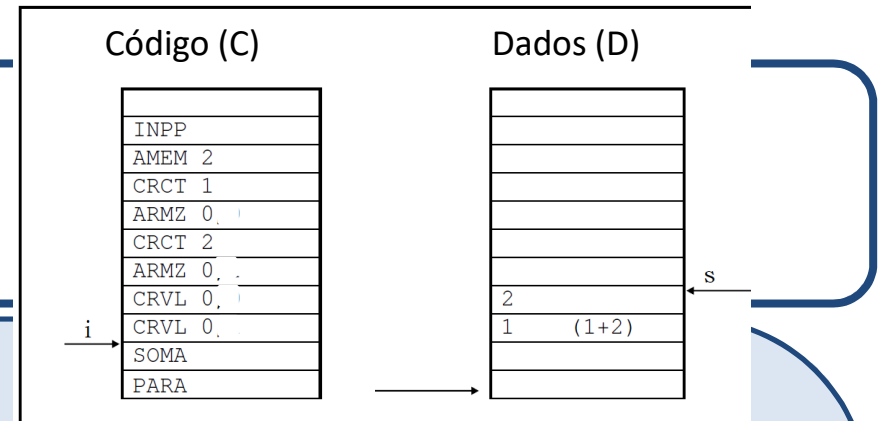 Código (C)
Dados (D)
INPP
AMEM 2
CRCT 1
ARMZ 0,
CRCT 2
ARMZ 0,
CRVL 0,
CRVL 0
SOMA
PARA
i
2
1 (1+2)
s